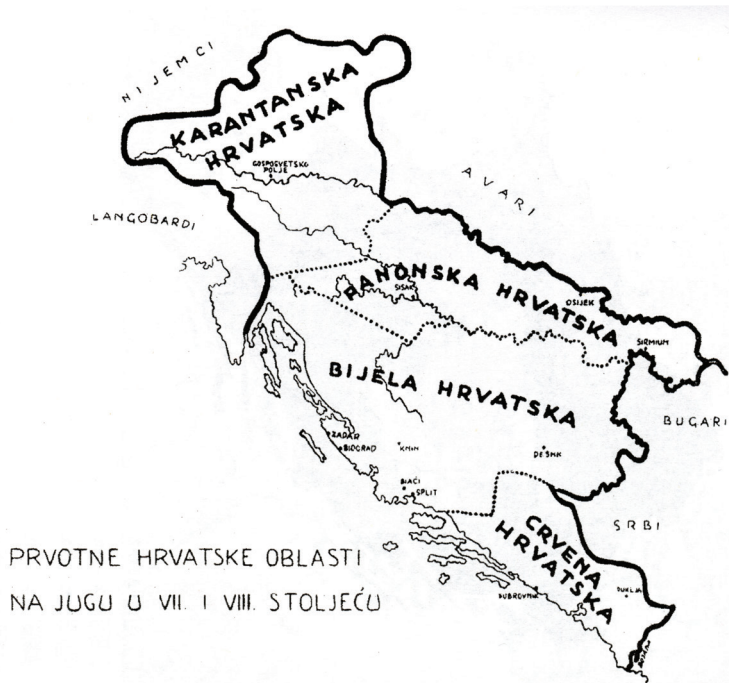 NIJEMCI
KARANTANSKA
HRVATSKA
GOSPOSVETSKO
POLJE
AVARI
LANGOBARDI
PANONSKA HRVATSKA
SISAK
OSIJEK
SIRMIUM
BIJELA HRVATSKA
BUGARI
ZADAR
BIOGRAD
KNIN
DESNIK
BIAĆI
SPLIT
SRBI
CRVENA
HRVATSKA
DUBROVNIK
DUKLJA
PRVOTNE HRVATSKE OBLASTI
NA JUGU U VII. I VIII. STOLJEĆU